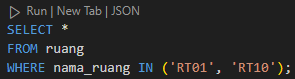 Run | New Tab | JSON
SELECT *
FROM ruang
WHERE nama_ruang IN ('RT01', 'RT10');